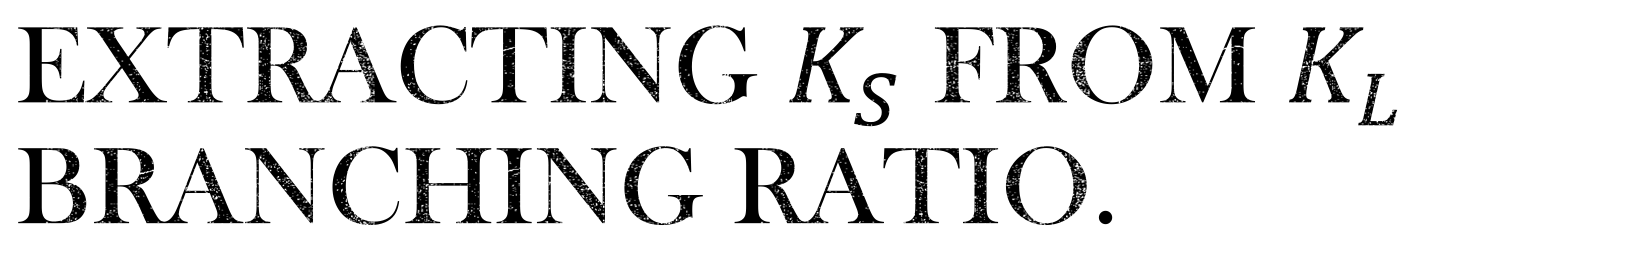 EXTRACTING K_S FROM K_L
BRANCHING RATIO.